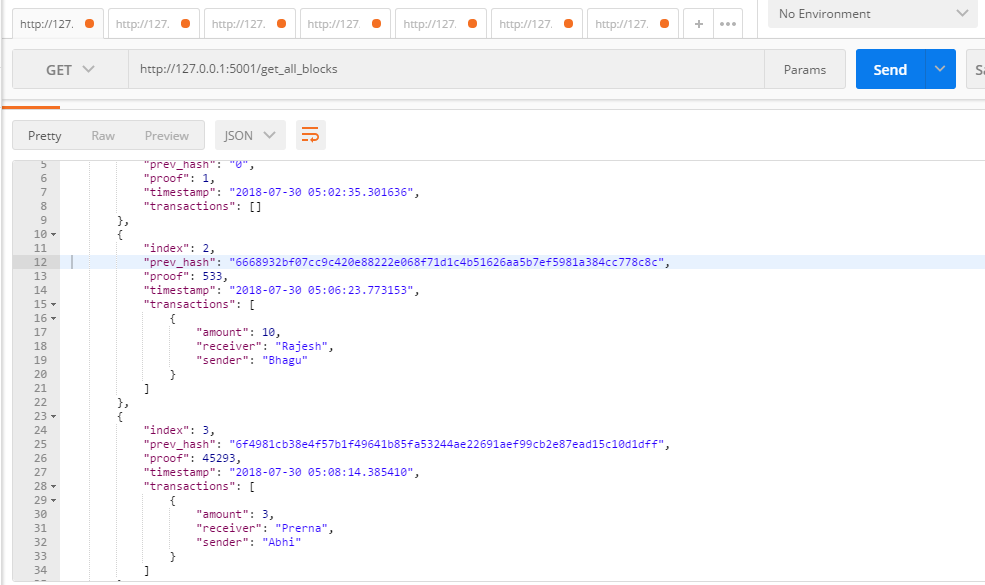 http://127. http://127. http://127. http://127 http://127. http://127. http://127. + ••• No Environment
GET http://127.0.0.1:5001/get_all_blocks Params Send Sa
Pretty Raw Preview JSON
5 "prev_hash": "0",
6 "proof": 1,
7 "timestamp": "2018-07-30 05:02:35.301636",
8 "transactions": []
9 },
10 {
11 "index": 2,
12 "prev_hash": "6668932bf07cc9c420e88222e068f71d1c4b51626aa5b7ef5981a384cc778c8c",
13 "proof": 533,
14 "timestamp": "2018-07-30 05:06:23.773153",
15 "transactions": [
16 {
17 "amount": 10,
18 "receiver": "Rajesh",
19 "sender": "Bhagu"
20 }
21 ]
22 },
23 {
24 "index": 3,
25 "prev_hash": "6f4981cb38e4f57b1f49641b85fa53244ae22691aef99cb2e87ead15c10d1dff",
26 "proof": 45293,
27 "timestamp": "2018-07-30 05:08:14.385410",
28 "transactions": [
29 {
30 "amount": 3,
31 "receiver": "Prerna",
32 "sender": "Abhi"
33 }
34 ]